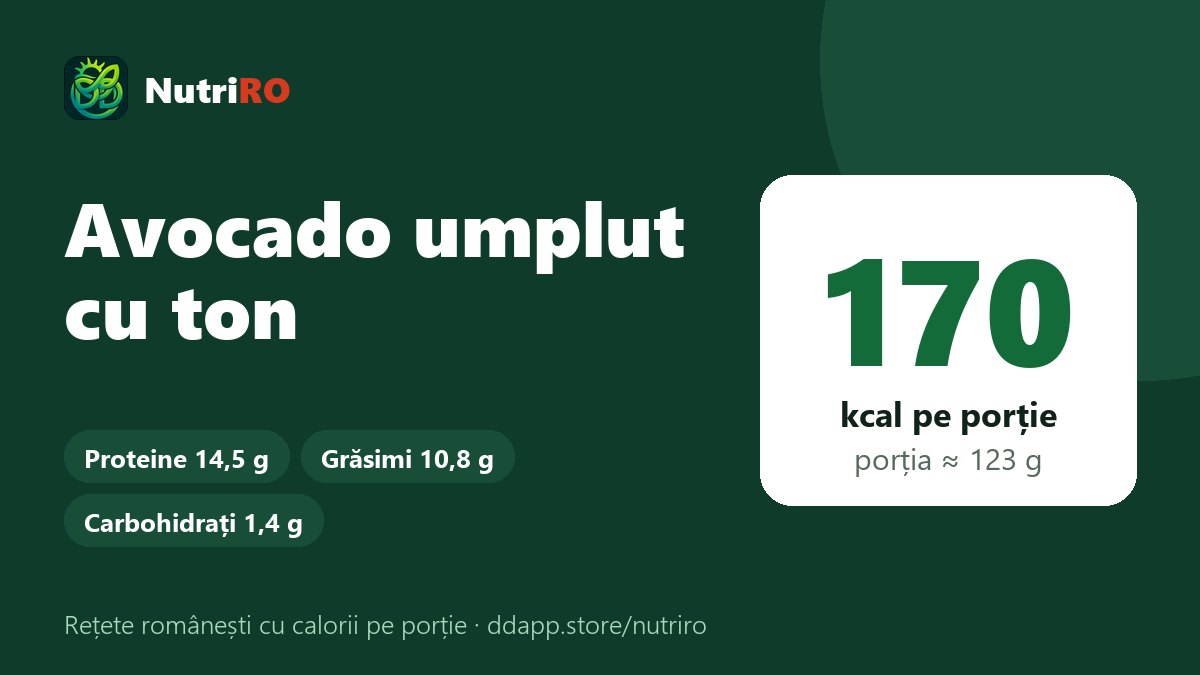 NutriRO
Avocado umplut
cu ton
170
kcal pe porție
porția ≈ 123 g
Proteine 14,5 g
Grăsimi 10,8 g
Carbohidrați 1,4 g
Rețete românești cu calorii pe porție · ddapp.store/nutriro